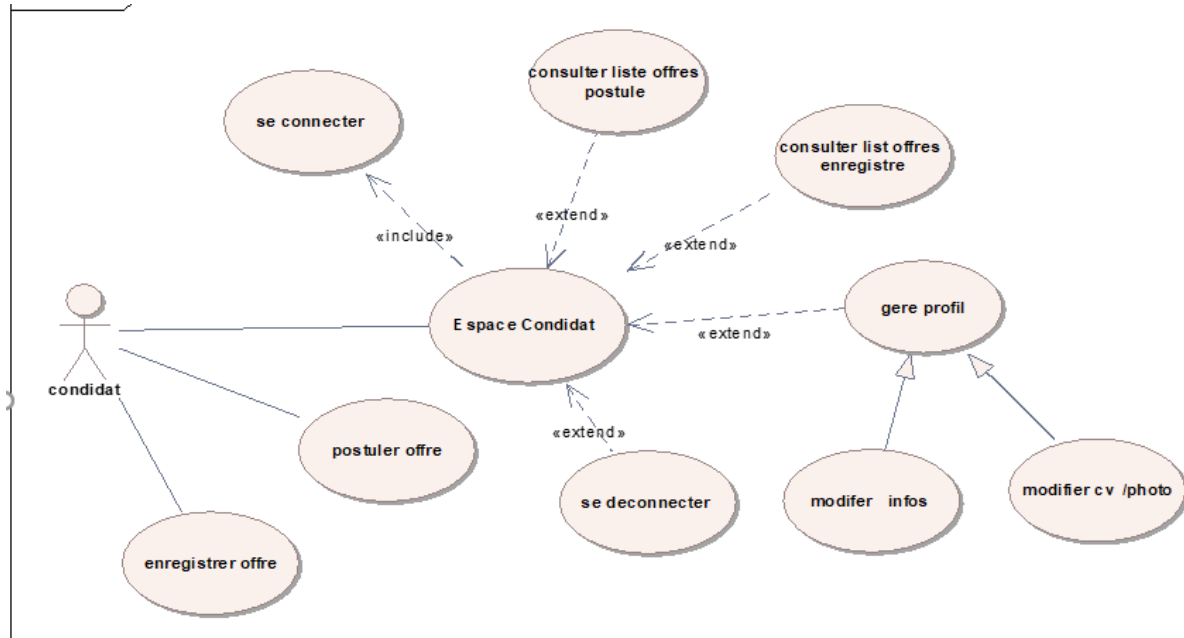 consulter liste offres
postule
se connecter
consulter list offres
enregistre
«extend»
«include»
«extend»
gere profil
Espace Condidat
«extend»
condidat
«extend»
postuler offre
modifier cv /photo
se deconnecter
modifer infos
enregistrer offre